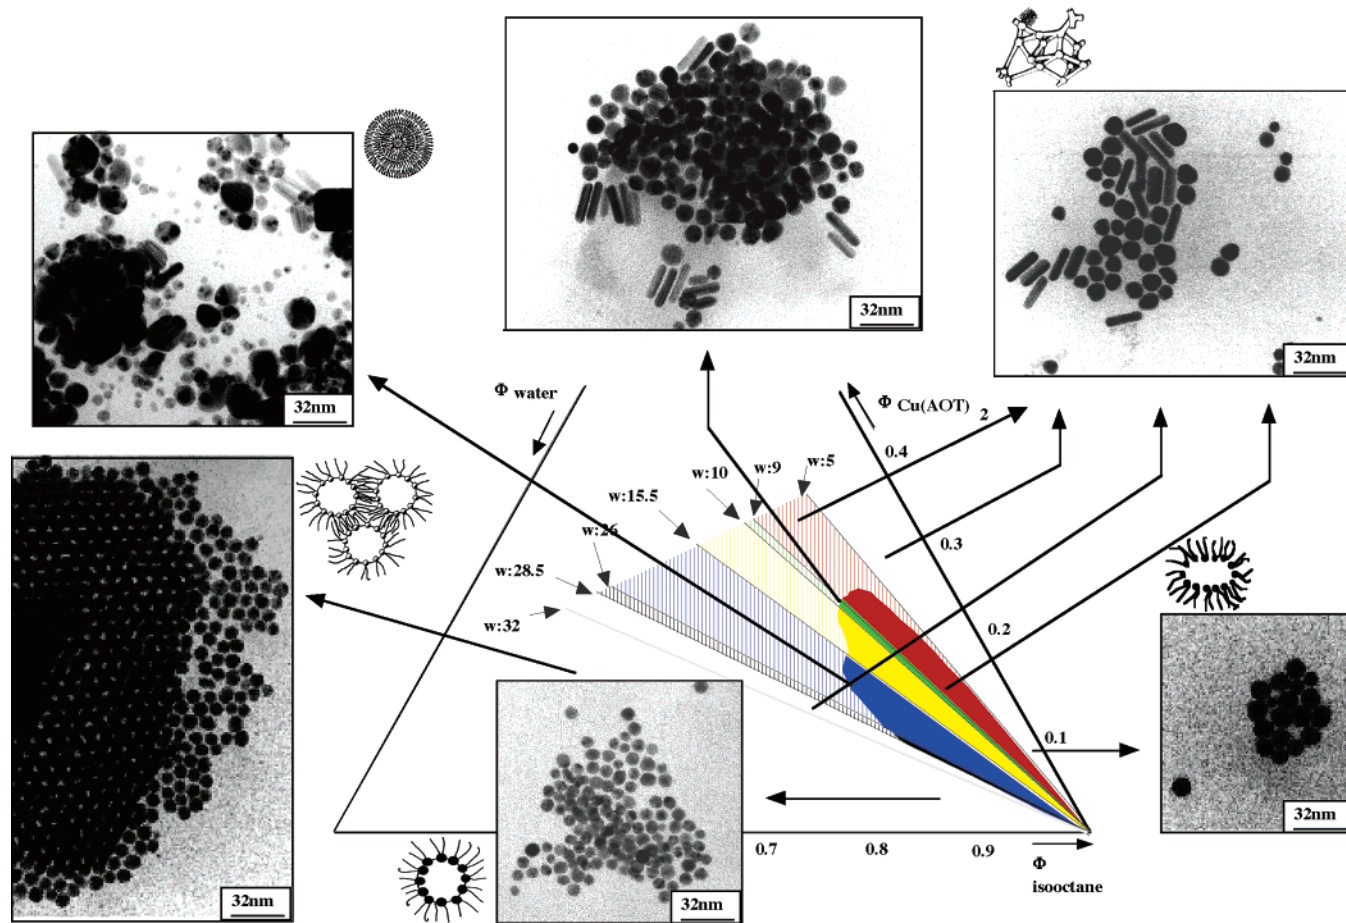 32nm
32nm
32nm
Φ water
Φ Cu(AOT)
2
0.4
w:5
w:9
w:10
w:15.5
w:26
w:28.5
w:32
0.3
0.2
0.1
32nm
32nm
32nm
0.7
0.8
0.9
Φ
isooctane